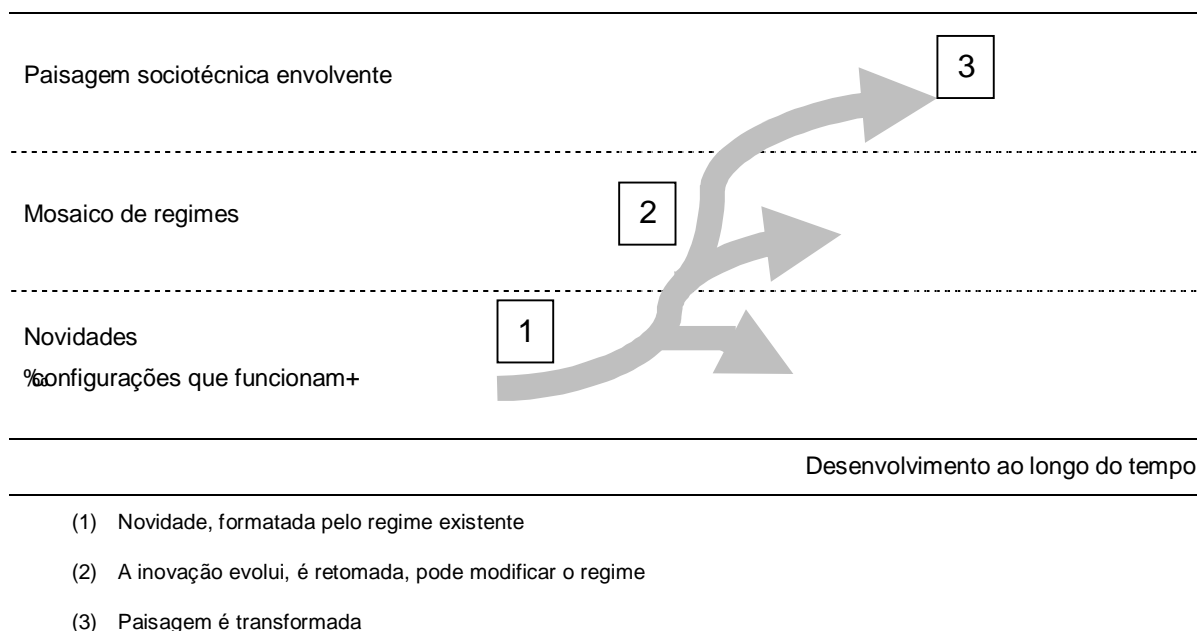 Paisagem sociotécnica envolvente
3
Mosaico de regimes
2
Novidades
1
%configurações que funcionam+
Desenvolvimento ao longo do tempo
(1) Novidade, formatada pelo regime existente
(2) A inovação evolui, é retomada, pode modificar o regime
(3) Paisagem é transformada